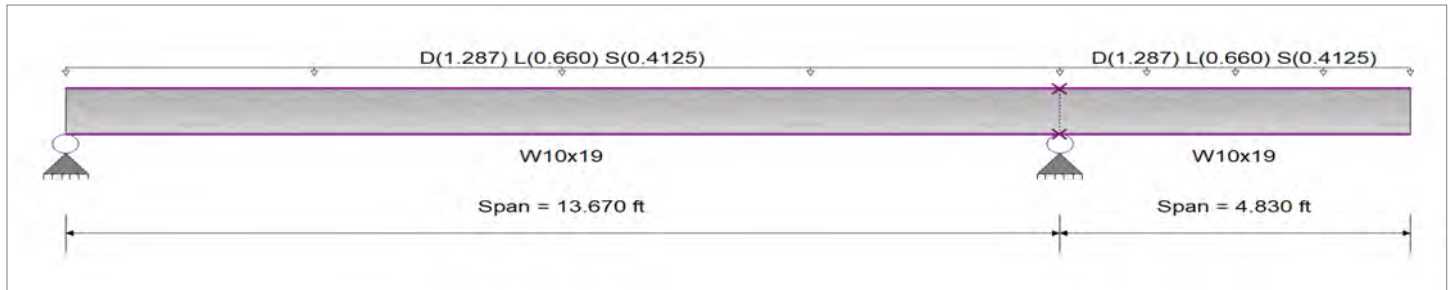 D(1.287) L(0.660) S(0.4125) D(1.287) L(0.660) S(0.4125)
W10x19 W10x19
Span = 13.670 ft Span = 4.830 ft